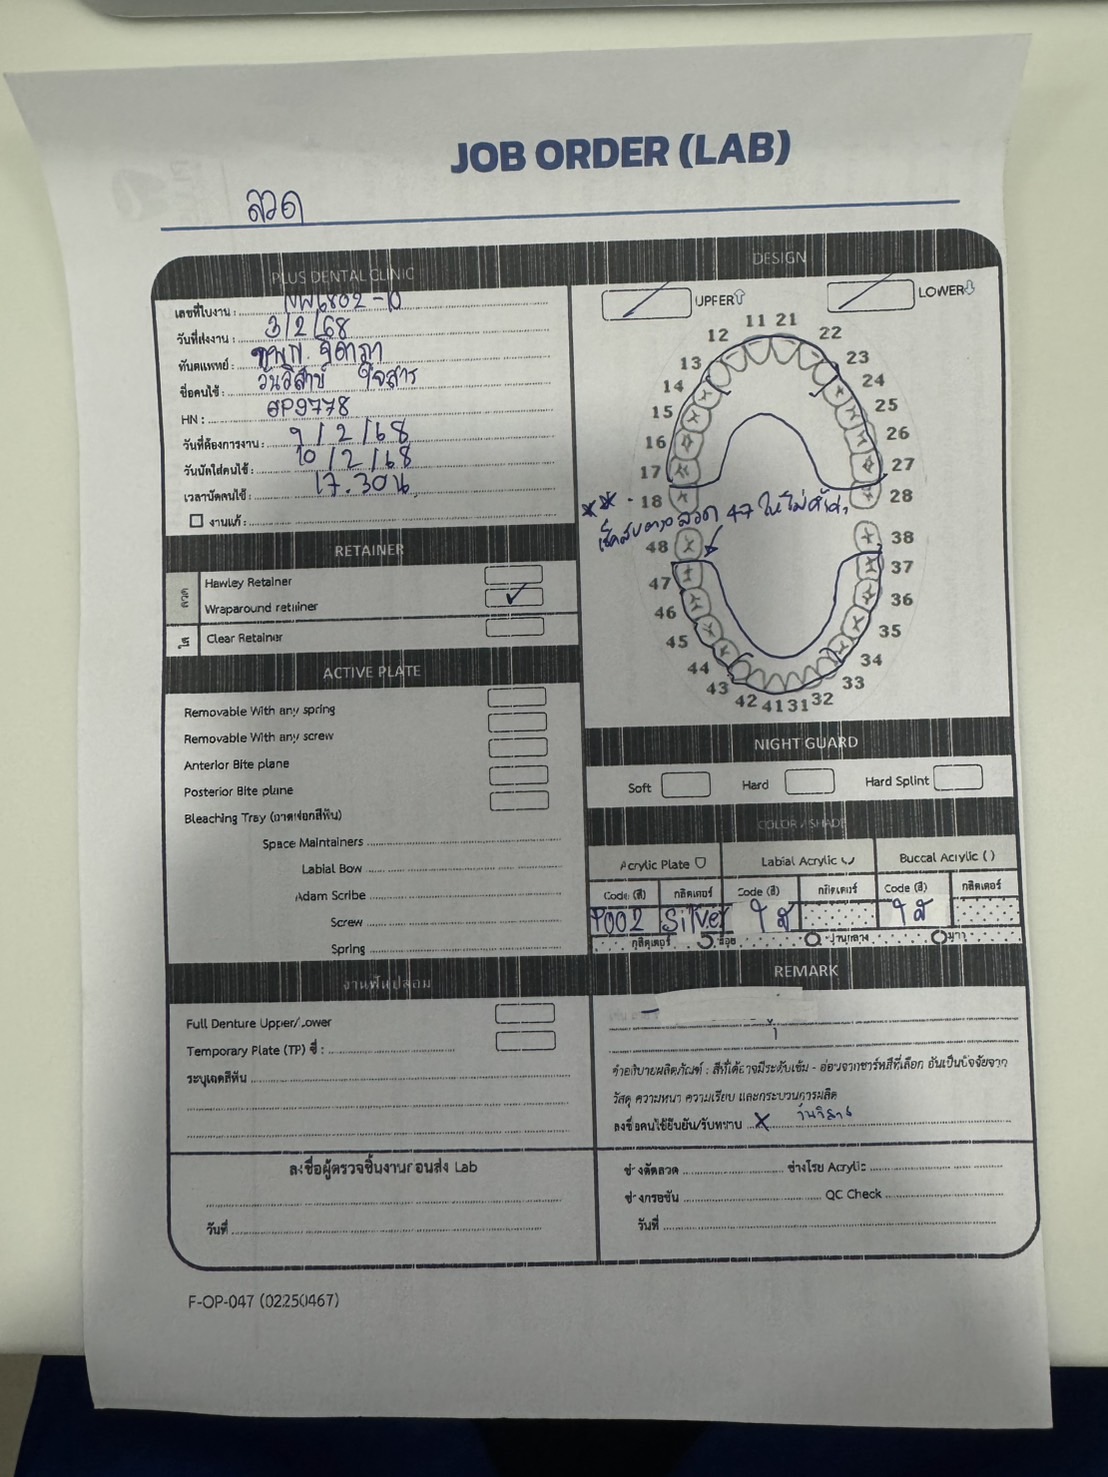 JOB ORDER (LAB)
ลวด
PLUS DENTAL CLINIC
เลขที่ใบงาน :
วันที่ส่งงาน : 3/2/68
ทันตแพทย์ : ทพญ. จิดาภา
ชื่อคนไข้ : วันวิสาข์ ใจสาร
HN : GP9778
วันที่ต้องการงาน : 9/2/68
วันนัดใส่คนไข้ : 10/2/68
เวลานัดคนไข้ : 17.30น.
งานแก้ :
RETAINER
ลวด
Hawley Retainer
Wraparound retainer
ใส
Clear Retainer
ACTIVE PLATE
Removable With any spring
Removable With any screw
Anterior Bite plane
Posterior Bite plane
Bleaching Tray (ถาดฟอกสีฟัน)
Space Maintainers
Labial Bow
Adam Scribe
Screw
Spring
งานฟันปลอม
Full Denture Upper/Lower
Temporary Plate (TP) ซี่ :
ระบุเฉดสีฟัน
ลงชื่อผู้ตรวจชิ้นงานก่อนส่ง Lab
วันที่
DESIGN
UPPER
LOWER
11 21
12 22
13 23
14 24
15 25
16 26
17 27
18 28
** ลวด 47 ให้ไม่
48 38
47 37
46 36
45 35
44 34
43 33
42 41 31 32
NIGHT GUARD
Soft Hard Hard Splint
COLOR / SHADE
Acrylic Plate Labial Acrylic Buccal Acrylic ( )
Code (สี) กลิตเตอร์ Code (สี) กลิตเตอร์ Code (สี) กลิตเตอร์
P002 Silver ใส ใส
กลิตเตอร์ น้อย ปานกลาง มาก
REMARK
คำอธิบายผลิตภัณฑ์ : สีที่ได้อาจมีระดับเข้ม - อ่อนจากชาร์ทสีที่เลือก อันเป็นปัจจัยจาก
วัสดุ ความหนา ความเรียบ และกระบวนการผลิต
ลงชื่อคนไข้ยืนยัน/รับทราบ X วันวิสาข์
ช่างดัดลวด ช่างโรย Acrylic
ช่างกรอขัด QC Check
วันที่
F-OP-047 (02250467)